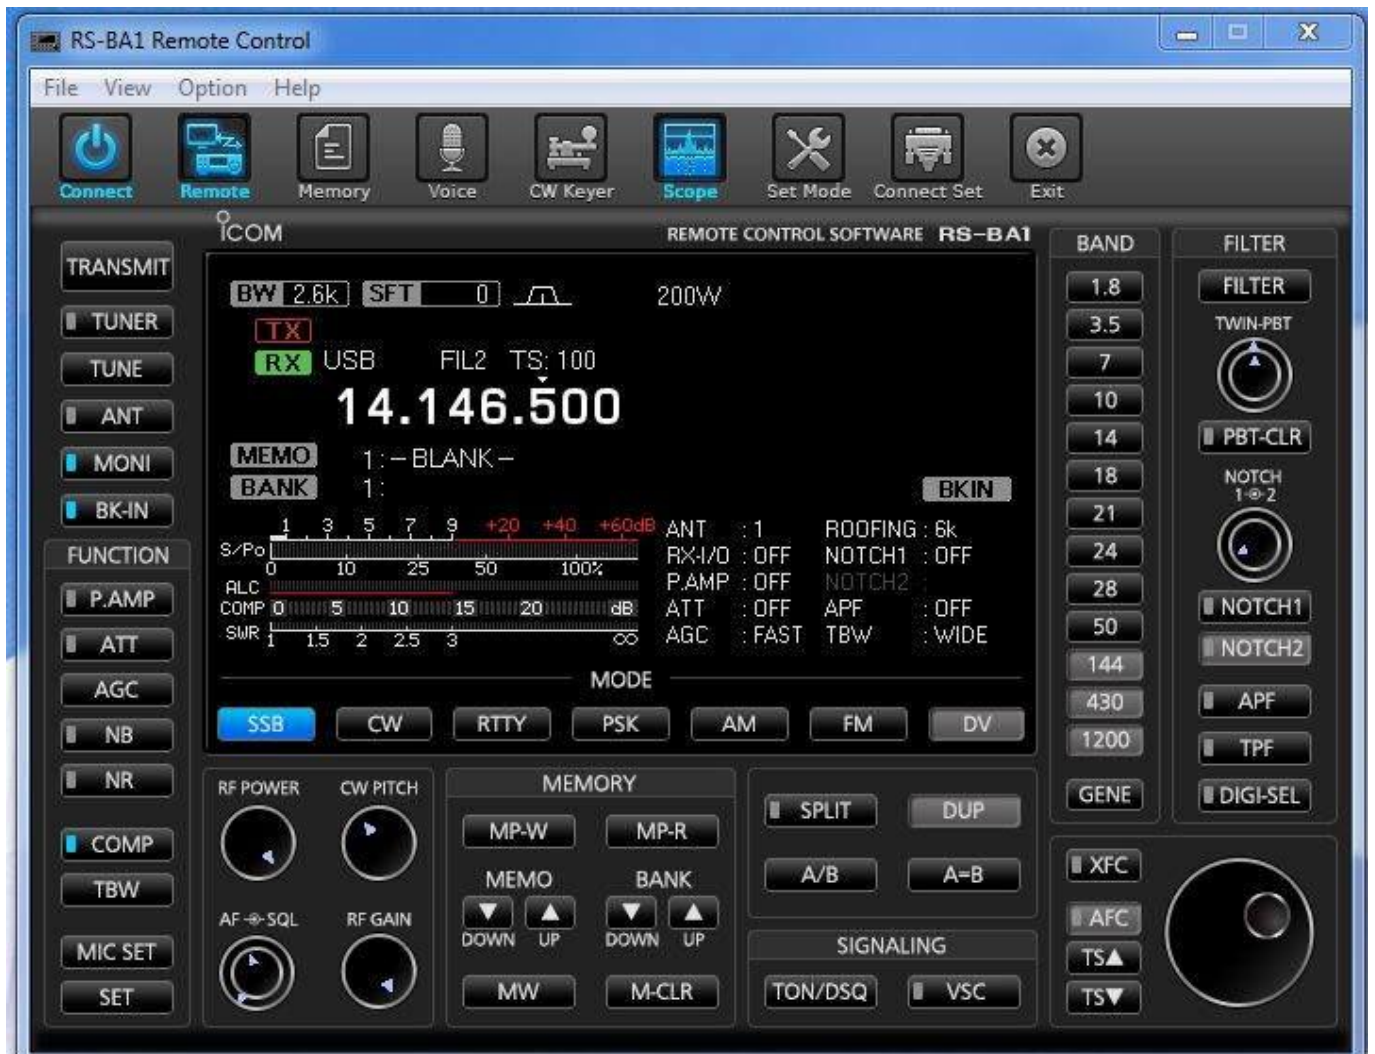 RS-BA1 Remote Control
File View Option Help
Connect Remote Memory Voice CW Keyer Scope Set Mode Connect Set Exit
ICOM
REMOTE CONTROL SOFTWARE RS-BA1
TRANSMIT
TUNER
TUNE
ANT
MONI
BK-IN
FUNCTION
P.AMP
ATT
AGC
NB
NR
COMP
TBW
MIC SET
SET
BW 2.6k SFT 0 200W
TX
RX USB FIL2 TS: 100
14.146.500
MEMO 1: - BLANK -
BANK 1:
BKIN
1 3 5 7 9 +20 +40 +60dB
S/Po
0 10 25 50 100%
ALC
COMP 0 5 10 15 20 dB
SWR 1 1.5 2 2.5 3 ∞
ANT : 1 ROOFING : 6k
RX-I/O : OFF NOTCH1 : OFF
P.AMP : OFF NOTCH2 :
ATT : OFF APF : OFF
AGC : FAST TBW : WIDE
MODE
SSB CW RTTY PSK AM FM DV
RF POWER CW PITCH
AF SQL RF GAIN
MEMORY
MP-W MP-R
MEMO BANK
DOWN UP DOWN UP
MW M-CLR
SPLIT DUP
A/B A=B
SIGNALING
TON/DSQ VSC
BAND
1.8
3.5
7
10
14
18
21
24
28
50
144
430
1200
GENE
FILTER
FILTER
TWIN-PBT
PBT-CLR
NOTCH
1 2
NOTCH1
NOTCH2
APF
TPF
DIGI-SEL
XFC
AFC
TS▲
TS▼